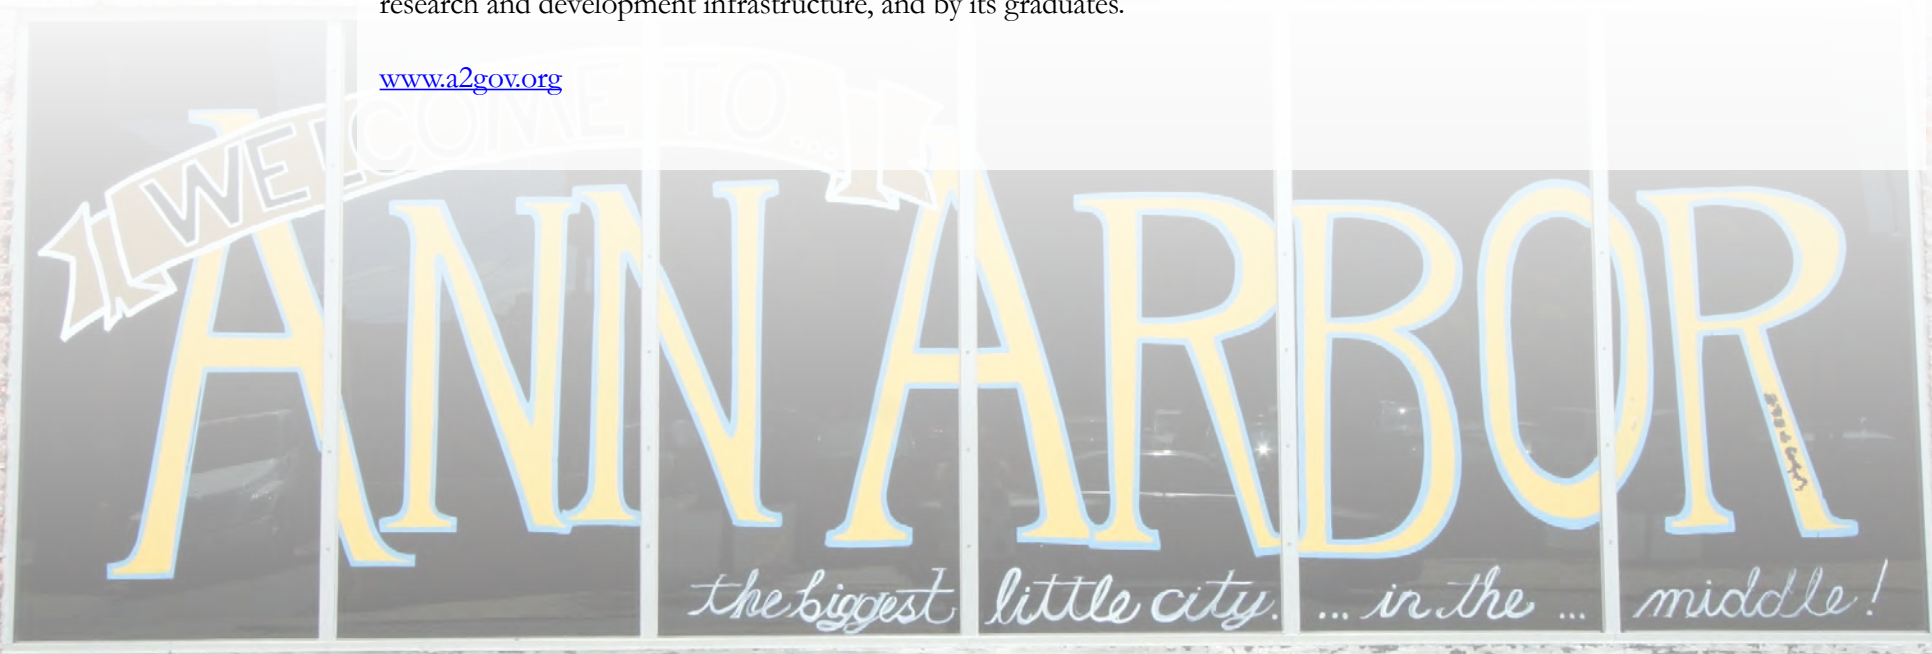 research and development infrastructure, and by its graduates.
www.a2gov.org
WELCOME TO...
ANN ARBOR
the biggest little city. ... in the ... middle!